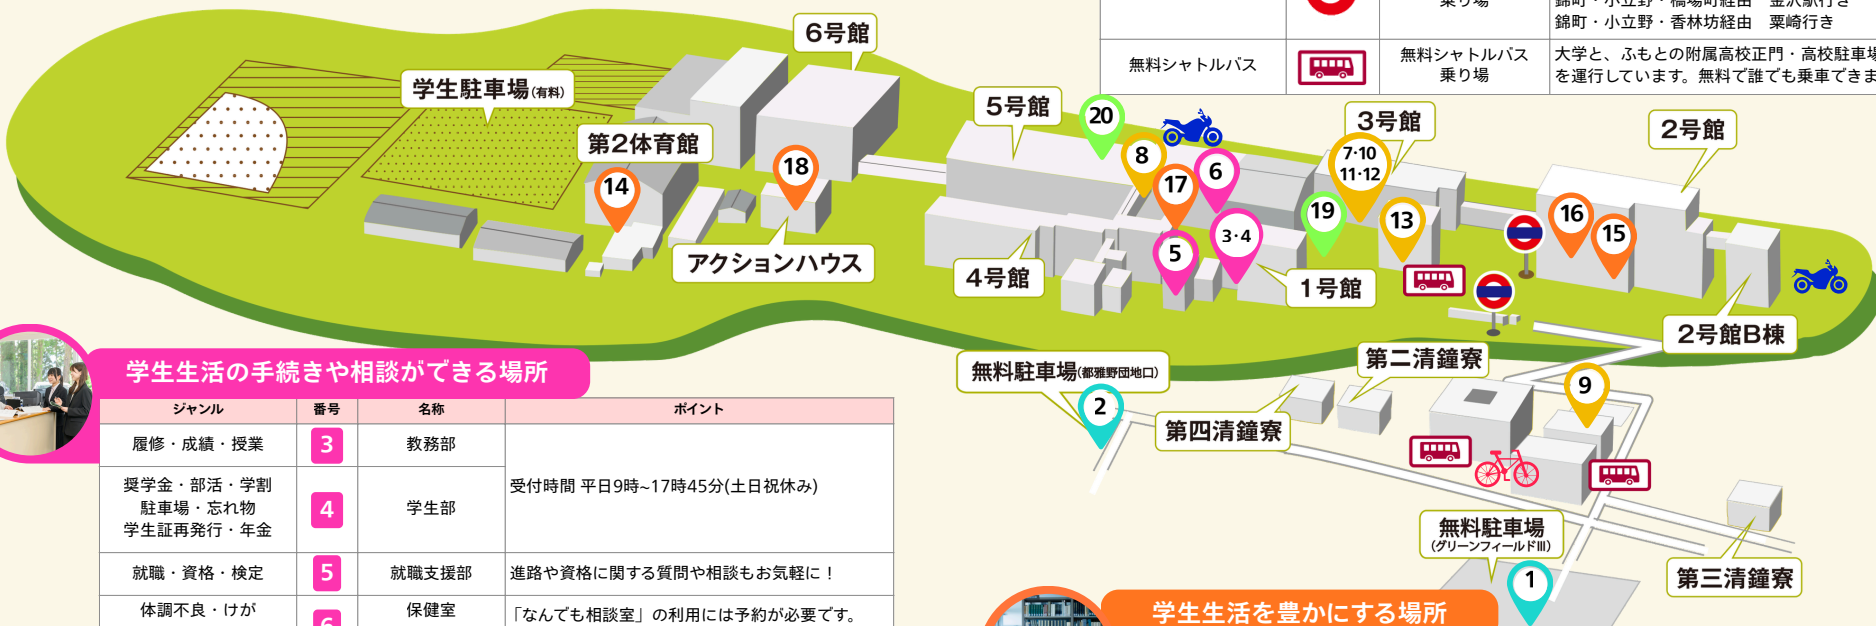 乗り場
錦町・小立野・橋場町経由　金沢駅行き
錦町・小立野・香林坊経由　粟崎行き
無料シャトルバス
無料シャトルバス
乗り場
大学と、ふもとの附属高校正門・高校駐車場
を運行しています。無料で誰でも乗車できま
6号館
学生駐車場(有料)
第2体育館
14
18
アクションハウス
5号館
20
8
17
6
3号館
7·10
11·12
19
13
2号館
16
15
4号館
5
3·4
1号館
2号館B棟
無料駐車場(都雅野団地口)
2
第二清鐘寮
第四清鐘寮
9
無料駐車場
(グリーンフィールドIII)
1
第三清鐘寮
学生生活の手続きや相談ができる場所
ジャンル 番号 名称 ポイント
履修・成績・授業 3 教務部
受付時間 平日9時~17時45分(土日祝休み)
奨学金・部活・学割
駐車場・忘れ物
学生証再発行・年金
4 学生部
就職・資格・検定 5 就職支援部 進路や資格に関する質問や相談もお気軽に！
体調不良・けが 6 保健室 「なんでも相談室」の利用には予約が必要です。
学生生活を豊かにする場所